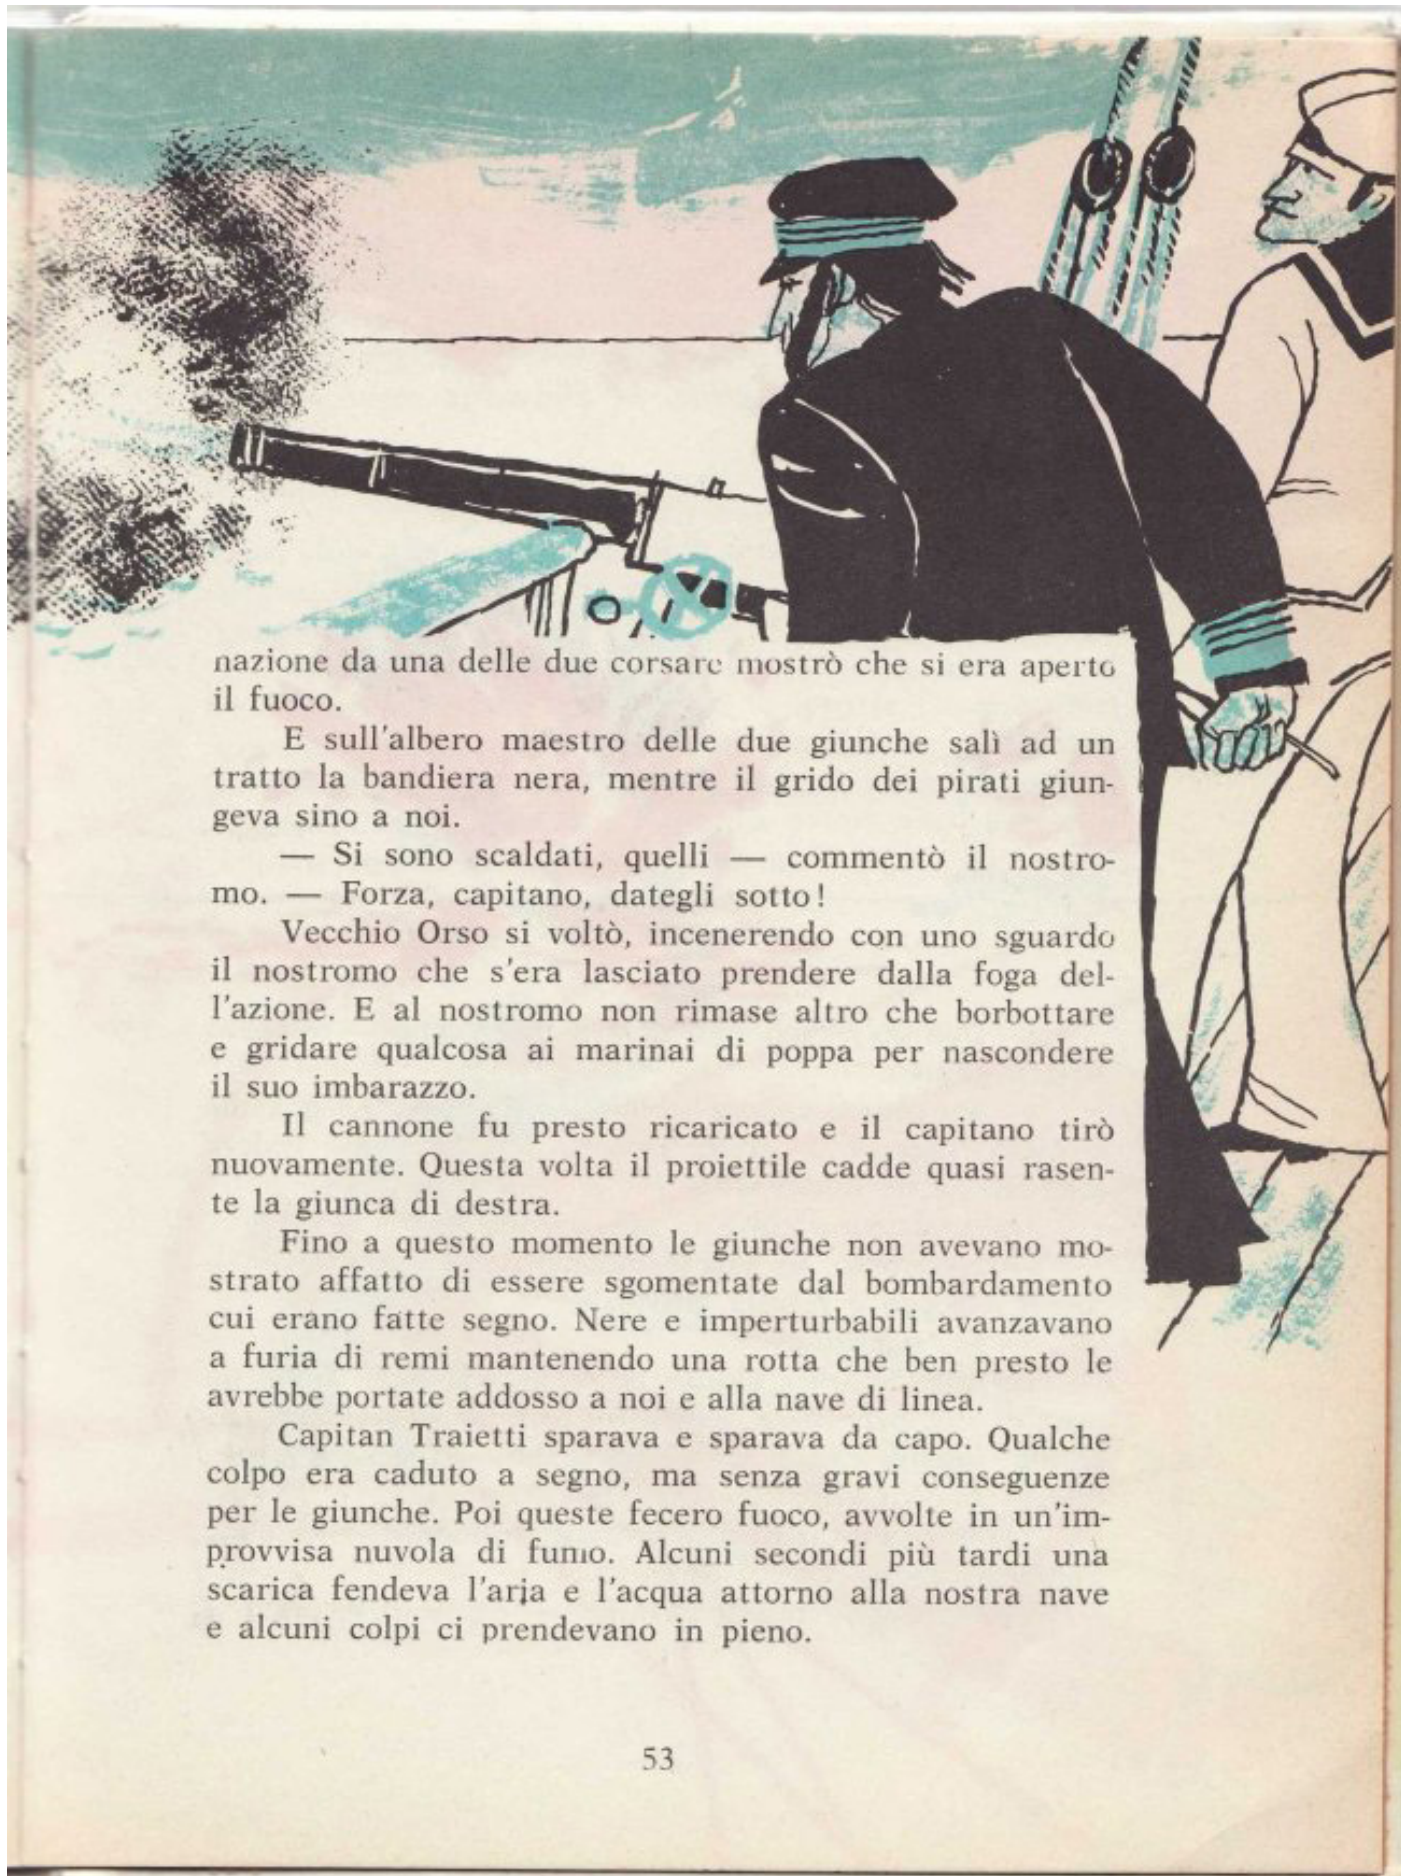 nazione da una delle due corsare mostrò che si era aperto
il fuoco.
E sull'albero maestro delle due giunche salì ad un
tratto la bandiera nera, mentre il grido dei pirati giun-
geva sino a noi.
— Si sono scaldati, quelli — commentò il nostro-
mo. — Forza, capitano, dategli sotto!
Vecchio Orso si voltò, incenerendo con uno sguardo
il nostromo che s'era lasciato prendere dalla foga del-
l'azione. E al nostromo non rimase altro che borbottare
e gridare qualcosa ai marinai di poppa per nascondere
il suo imbarazzo.
Il cannone fu presto ricaricato e il capitano tirò
nuovamente. Questa volta il proiettile cadde quasi rasen-
te la giunca di destra.
Fino a questo momento le giunche non avevano mo-
strato affatto di essere sgomentate dal bombardamento
cui erano fatte segno. Nere e imperturbabili avanzavano
a furia di remi mantenendo una rotta che ben presto le
avrebbe portate addosso a noi e alla nave di linea.
Capitan Traietti sparava e sparava da capo. Qualche
colpo era caduto a segno, ma senza gravi conseguenze
per le giunche. Poi queste fecero fuoco, avvolte in un'im-
provvisa nuvola di fumo. Alcuni secondi più tardi una
scarica fendeva l'aria e l'acqua attorno alla nostra nave
e alcuni colpi ci prendevano in pieno.
53